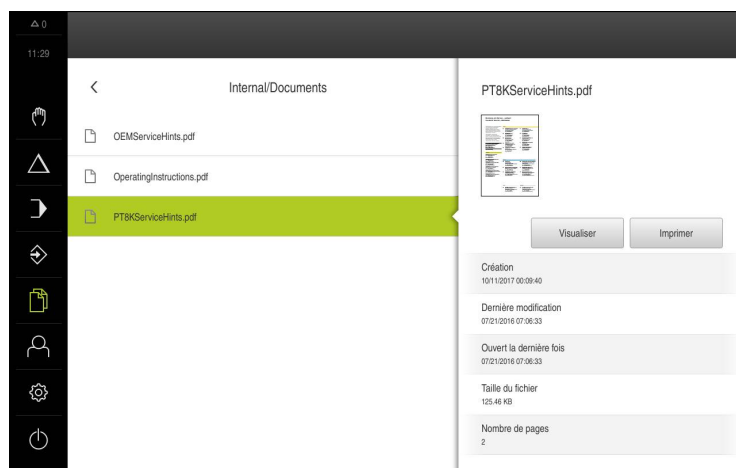 0
11:29
Internal/Documents
OEMServiceHints.pdf
OperatingInstructions.pdf
PT8KServiceHints.pdf
PT8KServiceHints.pdf
Visualiser
Imprimer
Création
10/11/2017 00:09:40
Dernière modification
07/21/2016 07:06:33
Ouvert la dernière fois
07/21/2016 07:06:33
Taille du fichier
125.46 KB
Nombre de pages
2